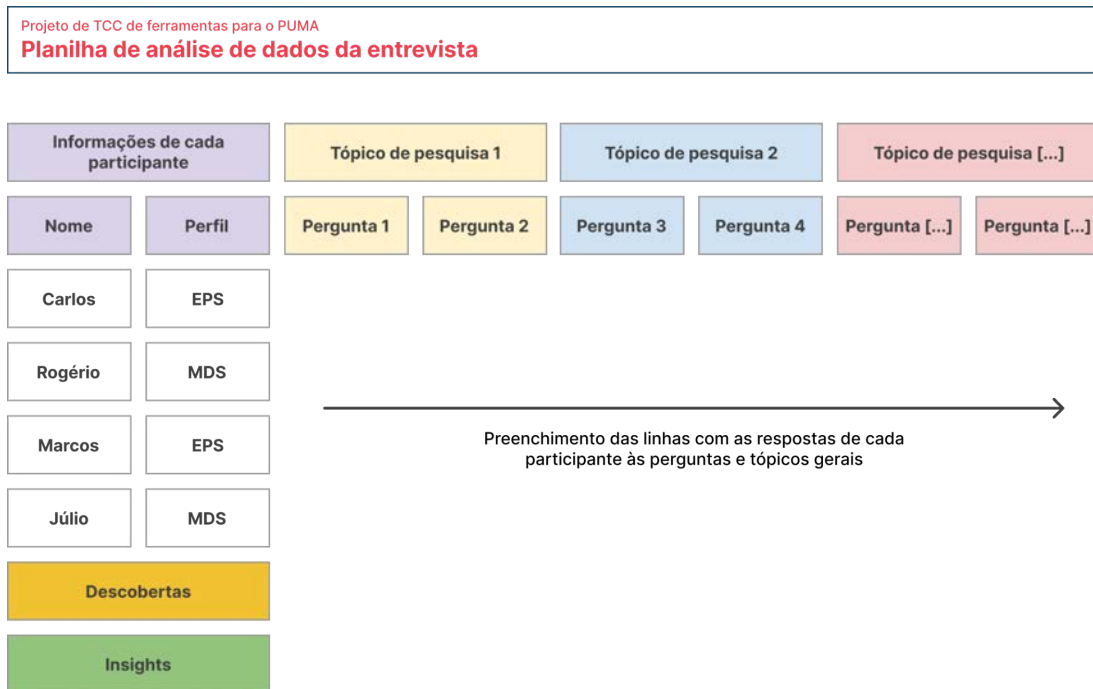 Projeto de TCC de ferramentas para o PUMA
Planilha de análise de dados da entrevista
Informações de cada
participante
Tópico de pesquisa 1
Tópico de pesquisa 2
Tópico de pesquisa [...]
Nome
Perfil
Pergunta 1
Pergunta 2
Pergunta 3
Pergunta 4
Pergunta [...]
Pergunta [...]
Carlos
EPS
Rogério
MDS
Marcos
EPS
Júlio
MDS
Preenchimento das linhas com as respostas de cada
participante às perguntas e tópicos gerais
Descobertas
Insights